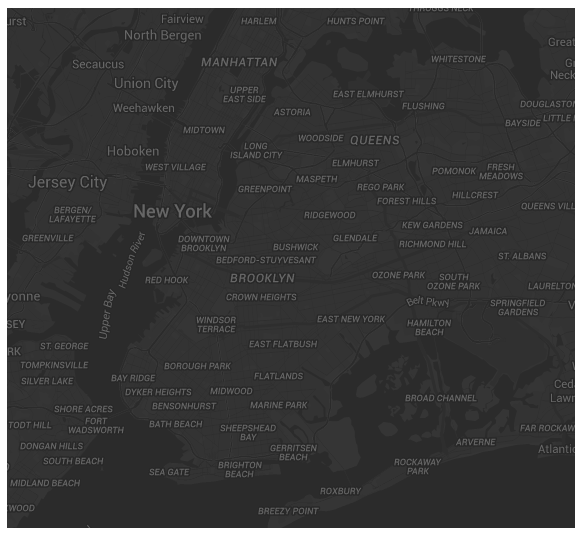 THROGGS NECK
Fairview
HARLEM
HUNTS POINT
North Bergen
MANHATTAN
WHITESTONE
Secaucus
Union City
UPPER
EAST SIDE
EAST ELMHURST
FLUSHING
Weehawken
ASTORIA
BAYSIDE
MIDTOWN
WOODSIDE
QUEENS
LONG
ISLAND CITY
Hoboken
WEST VILLAGE
ELMHURST
POMONOK
FRESH
MEADOWS
Jersey City
MASPETH
GREENPOINT
REGO PARK
HILLCREST
FOREST HILLS
BERGEN/
LAFAYETTE
New York
RIDGEWOOD
QUEENS VILL
KEW GARDENS
JAMAICA
GREENVILLE
DOWNTOWN
BROOKLYN
GLENDALE
RICHMOND HILL
BUSHWICK
Hudson River
BEDFORD-STUYVESANT
ST. ALBANS
RED HOOK
BROOKLYN
OZONE PARK
SOUTH
OZONE PARK
LAURELTON
yonne
CROWN HEIGHTS
Belt Pkwy
SPRINGFIELD
GARDENS
Upper Bay
WINDSOR
TERRACE
EAST NEW YORK
HAMILTON
BEACH
SEY
ST. GEORGE
EAST FLATBUSH
RK
TOMPKINSVILLE
BOROUGH PARK
SILVER LAKE
BAY RIDGE
FLATLANDS
DYKER HEIGHTS
MIDWOOD
BROAD CHANNEL
Ceda
Lawr
SHORE ACRES
BENSONHURST
MARINE PARK
TODT HILL
FORT
WADSWORTH
BATH BEACH
SHEEPSHEAD
BAY
FAR ROCKAW
DONGAN HILLS
ARVERNE
GERRITSEN
BEACH
Atlantic
SOUTH BEACH
SEA GATE
BRIGHTON
BEACH
ROCKAWAY
PARK
MIDLAND BEACH
ROXBURY
KWOOD
BREEZY POINT
urst
Great
Neck
DOUGLASTON
LITTLE